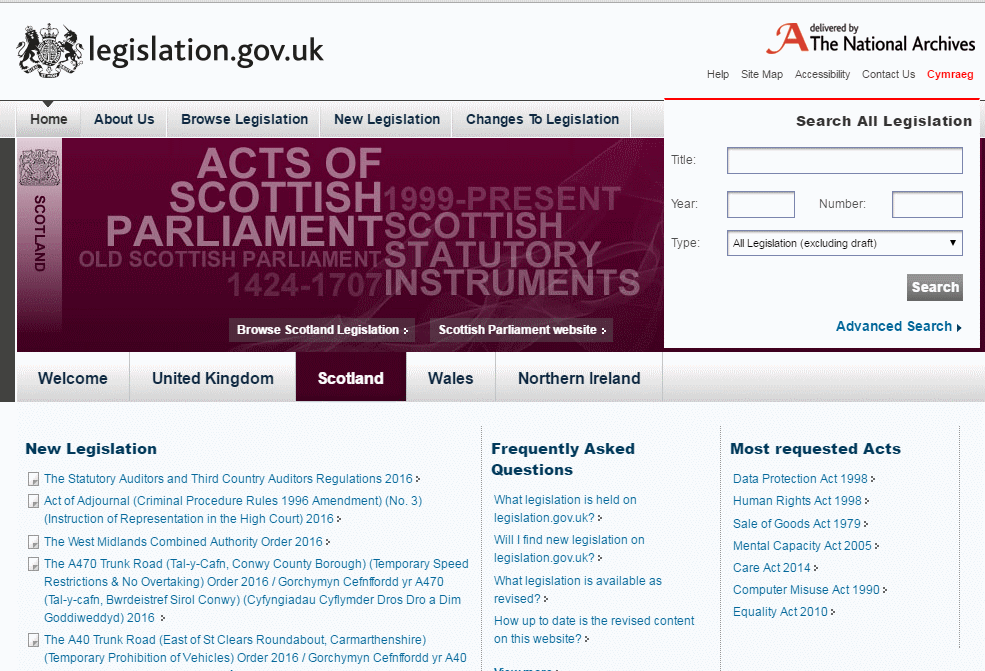 legislation.gov.uk
delivered by
The National Archives
Help Site Map Accessibility Contact Us Cymraeg
Home About Us Browse Legislation New Legislation Changes To Legislation
Search All Legislation
Title:
Year: Number:
Type: All Legislation (excluding draft)
Search
Advanced Search
SCOTLAND
ACTS OF
SCOTTISH
PARLIAMENT
OLD SCOTTISH PARLIAMENT
1424-1707
1999-PRESENT
SCOTTISH
STATUTORY
INSTRUMENTS
Browse Scotland Legislation
Scottish Parliament website
Welcome United Kingdom Scotland Wales Northern Ireland
New Legislation
The Statutory Auditors and Third Country Auditors Regulations 2016
Act of Adjournal (Criminal Procedure Rules 1996 Amendment) (No. 3)
(Instruction of Representation in the High Court) 2016
The West Midlands Combined Authority Order 2016
The A470 Trunk Road (Tal-y-Cafn, Conwy County Borough) (Temporary Speed
Restrictions & No Overtaking) Order 2016 / Gorchymyn Cefnffordd yr A470
(Tal-y-cafn, Bwrdeistref Sirol Conwy) (Cyfyngiadau Cyflymder Dros Dro a Dim
Goddiweddyd) 2016
The A40 Trunk Road (East of St Clears Roundabout, Carmarthenshire)
(Temporary Prohibition of Vehicles) Order 2016 / Gorchymyn Cefnffordd yr A40
Frequently Asked
Questions
What legislation is held on
legislation.gov.uk?
Will I find new legislation on
legislation.gov.uk?
What legislation is available as
revised?
How up to date is the revised content
on this website?
View more
Most requested Acts
Data Protection Act 1998
Human Rights Act 1998
Sale of Goods Act 1979
Mental Capacity Act 2005
Care Act 2014
Computer Misuse Act 1990
Equality Act 2010